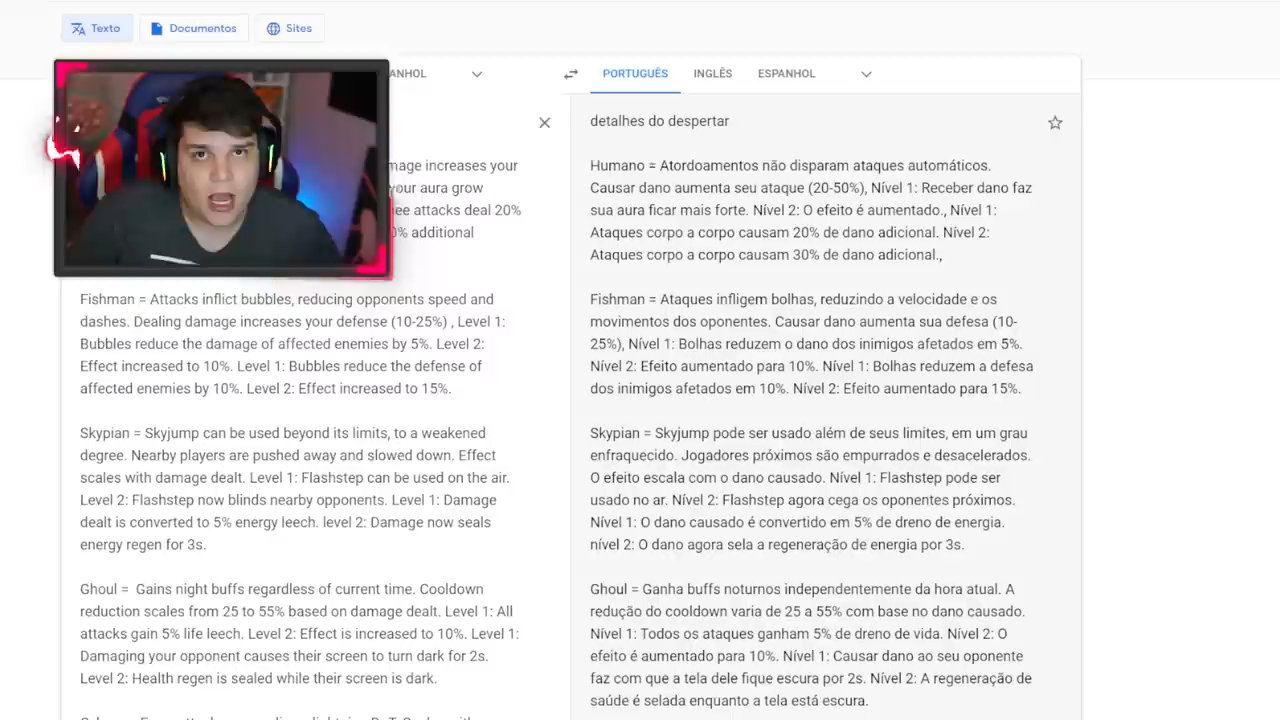 Texto
Documentos
Sites
ANHOL
PORTUGUÊS
INGLÊS
ESPANHOL
mage increases your
your aura grow
ee attacks deal 20%
0% additional
Fishman = Attacks inflict bubbles, reducing opponents speed and
dashes. Dealing damage increases your defense (10-25%) , Level 1:
Bubbles reduce the damage of affected enemies by 5%. Level 2:
Effect increased to 10%. Level 1: Bubbles reduce the defense of
affected enemies by 10%. Level 2: Effect increased to 15%.
Skypian = Skyjump can be used beyond its limits, to a weakened
degree. Nearby players are pushed away and slowed down. Effect
scales with damage dealt. Level 1: Flashstep can be used on the air.
Level 2: Flashstep now blinds nearby opponents. Level 1: Damage
dealt is converted to 5% energy leech. level 2: Damage now seals
energy regen for 3s.
Ghoul =  Gains night buffs regardless of current time. Cooldown
reduction scales from 25 to 55% based on damage dealt. Level 1: All
attacks gain 5% life leech. Level 2: Effect is increased to 10%. Level 1:
Damaging your opponent causes their screen to turn dark for 2s.
Level 2: Health regen is sealed while their screen is dark.
detalhes do despertar
Humano = Atordoamentos não disparam ataques automáticos.
Causar dano aumenta seu ataque (20-50%), Nível 1: Receber dano faz
sua aura ficar mais forte. Nível 2: O efeito é aumentado., Nível 1:
Ataques corpo a corpo causam 20% de dano adicional. Nível 2:
Ataques corpo a corpo causam 30% de dano adicional.,
Fishman = Ataques infligem bolhas, reduzindo a velocidade e os
movimentos dos oponentes. Causar dano aumenta sua defesa (10-
25%), Nível 1: Bolhas reduzem o dano dos inimigos afetados em 5%.
Nível 2: Efeito aumentado para 10%. Nível 1: Bolhas reduzem a defesa
dos inimigos afetados em 10%. Nível 2: Efeito aumentado para 15%.
Skypian = Skyjump pode ser usado além de seus limites, em um grau
enfraquecido. Jogadores próximos são empurrados e desacelerados.
O efeito escala com o dano causado. Nível 1: Flashstep pode ser
usado no ar. Nível 2: Flashstep agora cega os oponentes próximos.
Nível 1: O dano causado é convertido em 5% de dreno de energia.
nível 2: O dano agora sela a regeneração de energia por 3s.
Ghoul = Ganha buffs noturnos independentemente da hora atual. A
redução do cooldown varia de 25 a 55% com base no dano causado.
Nível 1: Todos os ataques ganham 5% de dreno de vida. Nível 2: O
efeito é aumentado para 10%. Nível 1: Causar dano ao seu oponente
faz com que a tela dele fique escura por 2s. Nível 2: A regeneração de
saúde é selada enquanto a tela está escura.